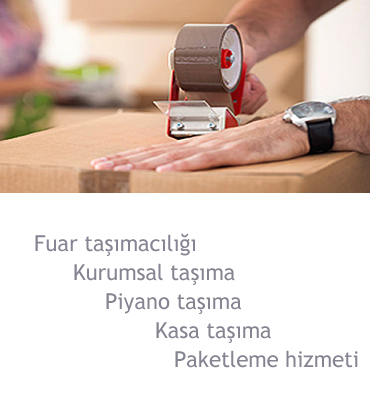 Fuar taşımacılığı
Kurumsal taşıma
Piyano taşıma
Kasa taşıma
Paketleme hizmeti